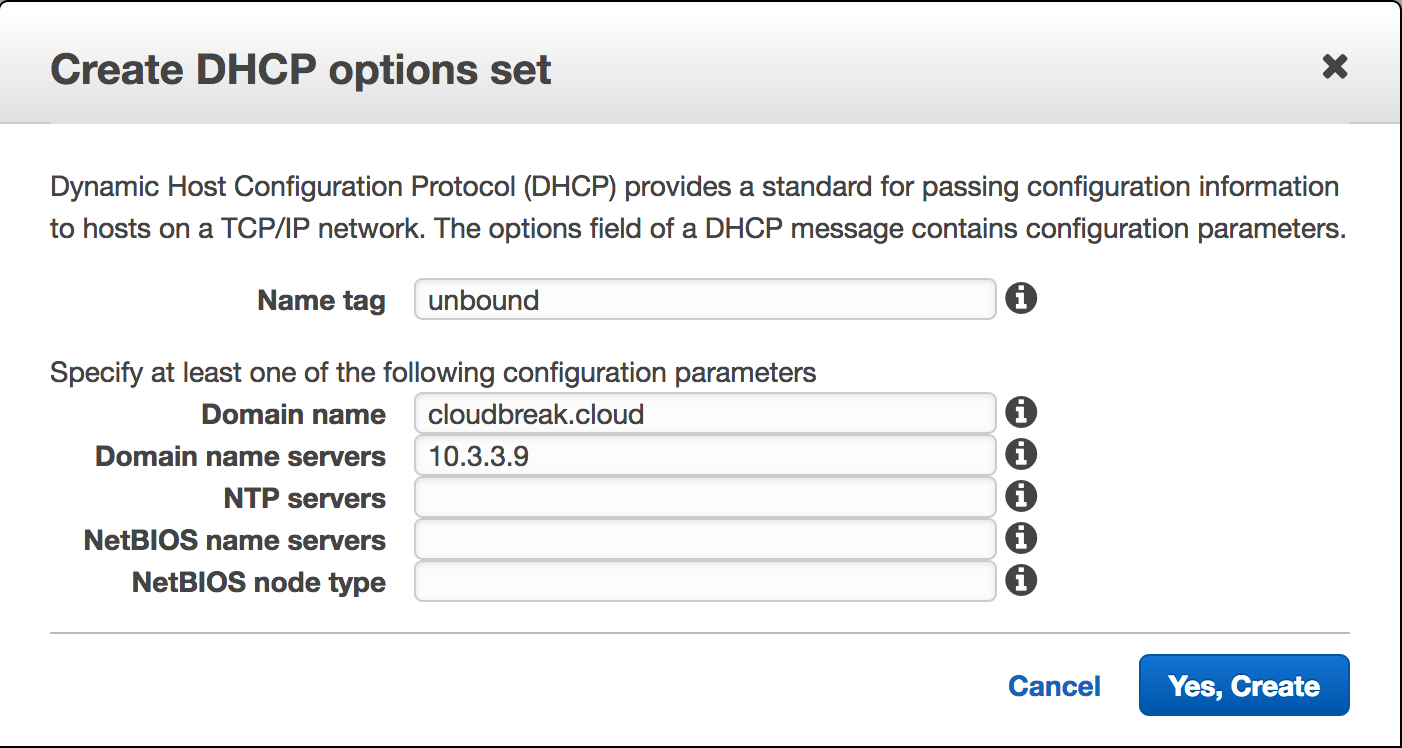 Create DHCP options set
Dynamic Host Configuration Protocol (DHCP) provides a standard for passing configuration information
to hosts on a TCP/IP network. The options field of a DHCP message contains configuration parameters.
Name tag unbound
Specify at least one of the following configuration parameters
Domain name cloudbreak.cloud
Domain name servers 10.3.3.9
NTP servers
NetBIOS name servers
NetBIOS node type
Cancel Yes, Create